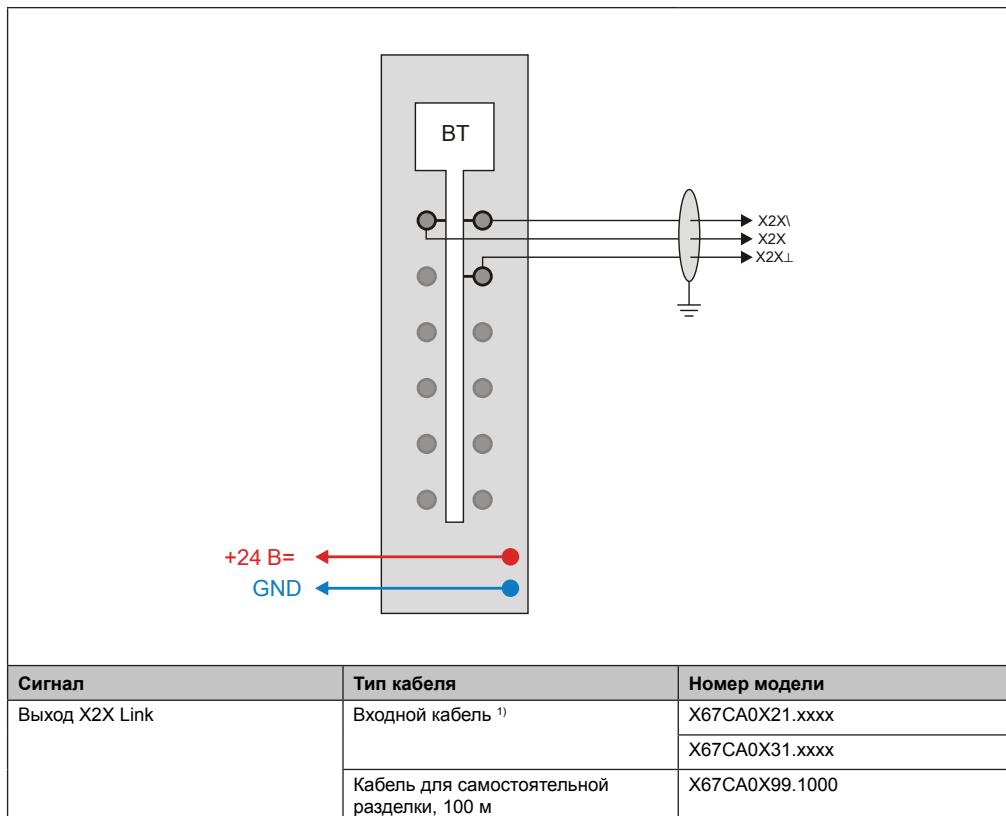 BT
X2X\
X2X
X2X⊥
+24 В=
GND
Сигнал Тип кабеля Номер модели
Выход X2X Link Входной кабель 1) X67CA0X21.xxxx
X67CA0X31.xxxx
Кабель для самостоятельной X67CA0X99.1000
разделки, 100 м